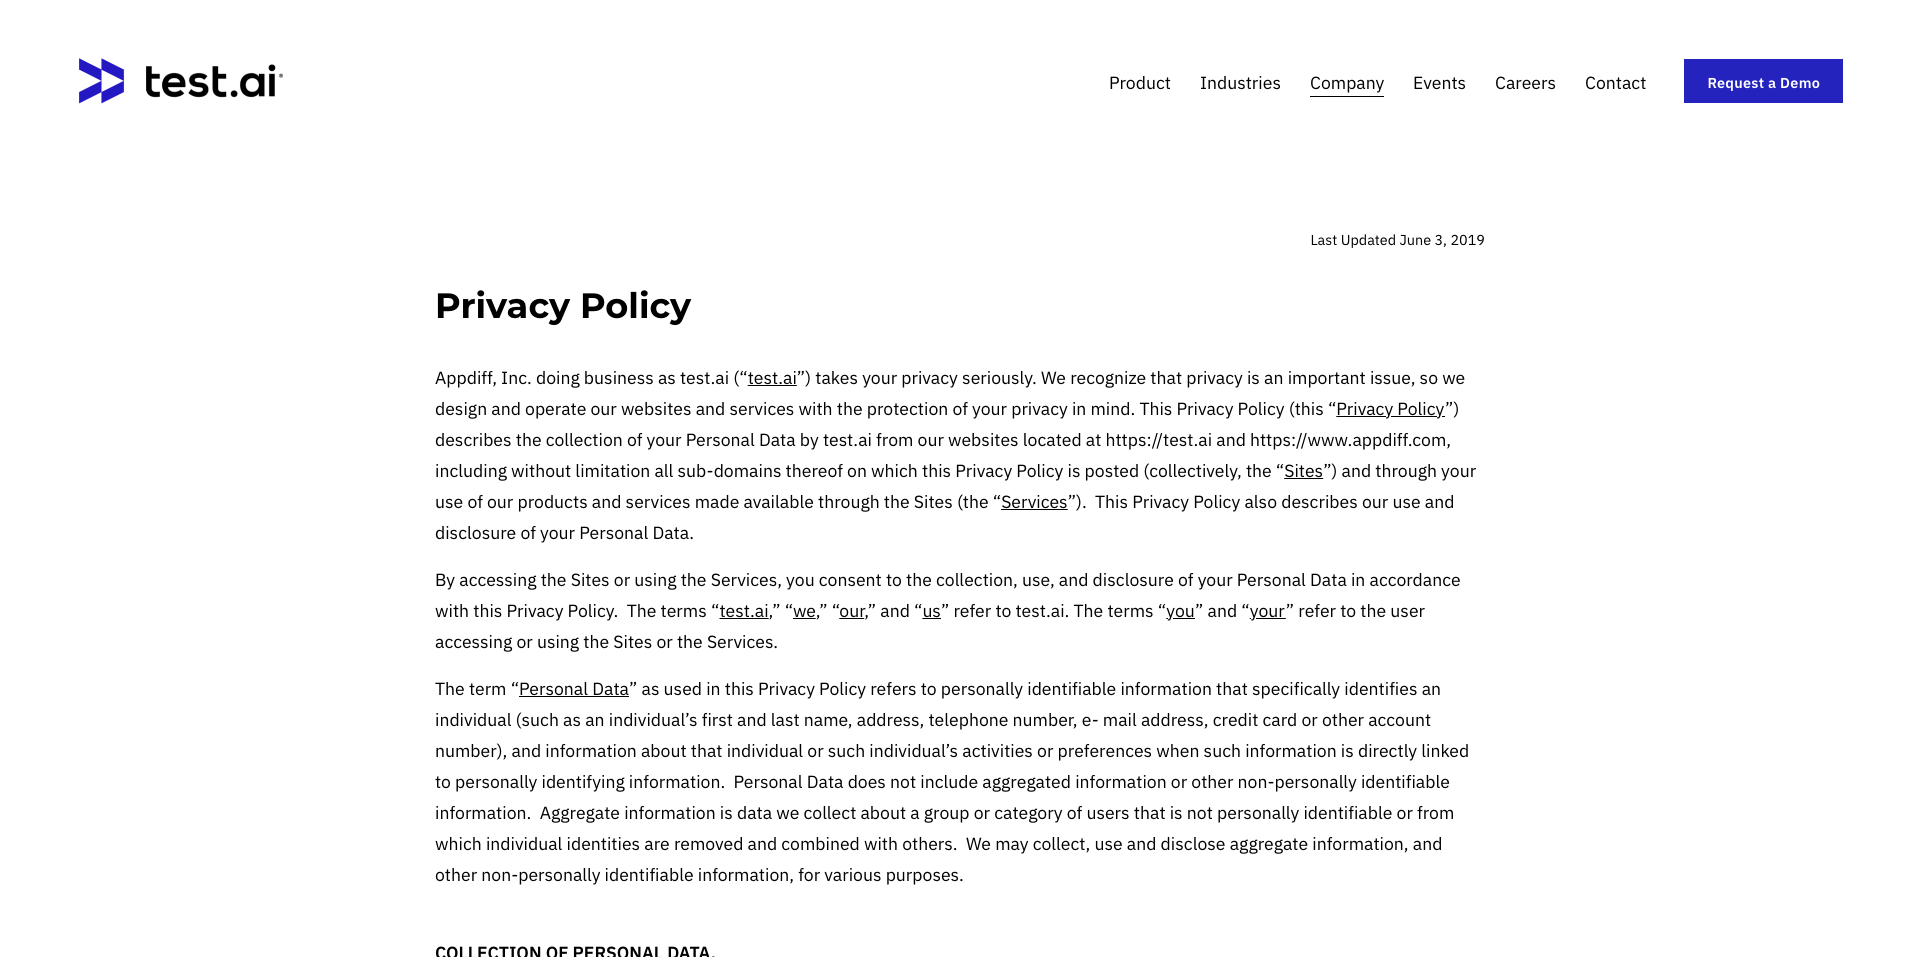 test.ai
Product Industries Company Events Careers Contact Request a Demo
Last Updated June 3, 2019
Privacy Policy
Appdiff, Inc. doing business as test.ai (“test.ai”) takes your privacy seriously. We recognize that privacy is an important issue, so we
design and operate our websites and services with the protection of your privacy in mind. This Privacy Policy (this “Privacy Policy”)
describes the collection of your Personal Data by test.ai from our websites located at https://test.ai and https://www.appdiff.com,
including without limitation all sub-domains thereof on which this Privacy Policy is posted (collectively, the “Sites”) and through your
use of our products and services made available through the Sites (the “Services”).  This Privacy Policy also describes our use and
disclosure of your Personal Data.
By accessing the Sites or using the Services, you consent to the collection, use, and disclosure of your Personal Data in accordance
with this Privacy Policy.  The terms “test.ai,” “we,” “our,” and “us” refer to test.ai. The terms “you” and “your” refer to the user
accessing or using the Sites or the Services.
The term “Personal Data” as used in this Privacy Policy refers to personally identifiable information that specifically identifies an
individual (such as an individual’s first and last name, address, telephone number, e- mail address, credit card or other account
number), and information about that individual or such individual’s activities or preferences when such information is directly linked
to personally identifying information.  Personal Data does not include aggregated information or other non-personally identifiable
information.  Aggregate information is data we collect about a group or category of users that is not personally identifiable or from
which individual identities are removed and combined with others.  We may collect, use and disclose aggregate information, and
other non-personally identifiable information, for various purposes.
COLLECTION OF PERSONAL DATA.